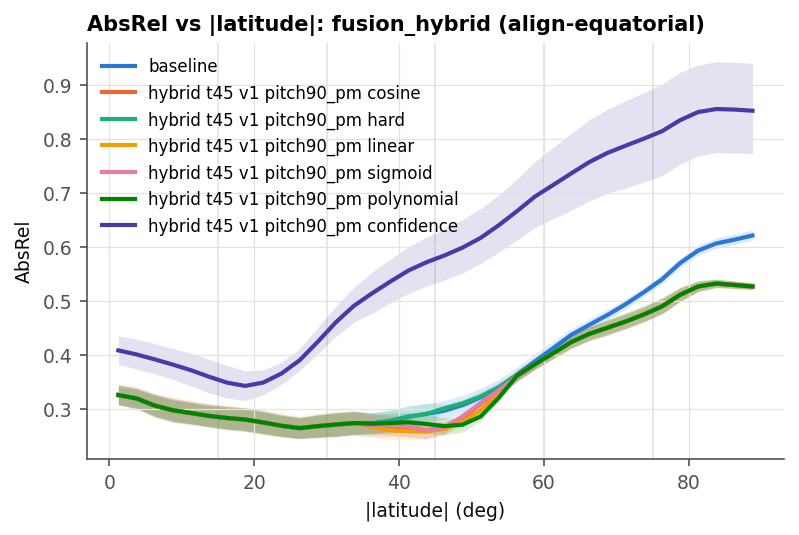 AbsRel vs |latitude|: fusion_hybrid (align-equatorial)
baseline
hybrid t45 v1 pitch90_pm cosine
hybrid t45 v1 pitch90_pm hard
hybrid t45 v1 pitch90_pm linear
hybrid t45 v1 pitch90_pm sigmoid
hybrid t45 v1 pitch90_pm polynomial
hybrid t45 v1 pitch90_pm confidence
AbsRel
0.9
0.8
0.7
0.6
0.5
0.4
0.3
0 20 40 60 80
|latitude| (deg)